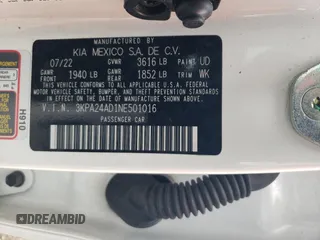 MANUFACTURED BY
KIA MEXICO S.A. DE C.V.
07/22 GVWR 3616 LB PAINT UD
GAWR FRONT 1940 LB GAWR REAR 1852 LB TRIM WK
THIS VEHICLE CONFORMS TO ALL APPLICABLE
U.S.A. FEDERAL MOTOR VEHICLE SAFETY,
BUMPER, AND THEFT PREVENTION STANDARDS IN
EFFECT ON THE DATE OF MANUFACTURE SHOWN ABOVE.
V.I.N. 3KPA24AD1NE501016
PASSENGER CAR
H910
DREAMBID